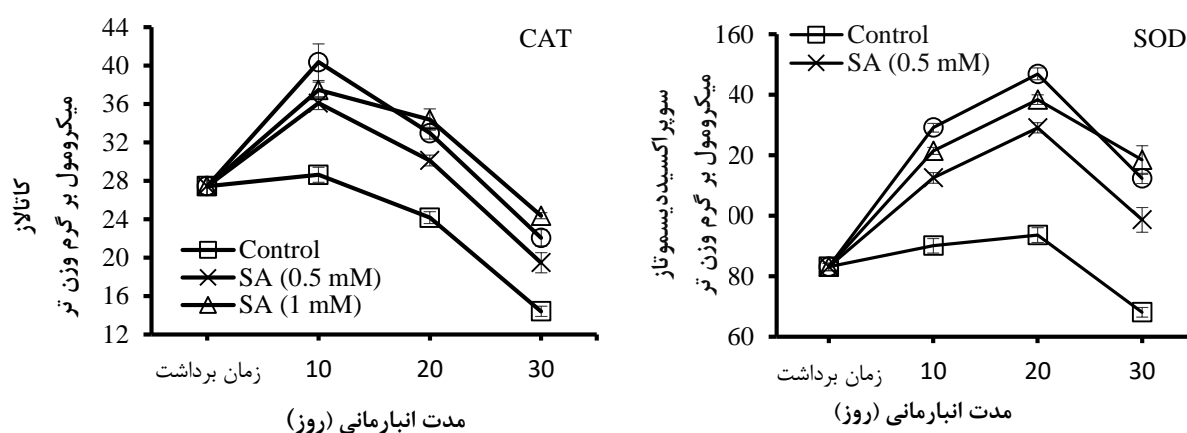 CAT
کاتالاز
میکرومول بر گرم وزن تر
44
40
36
32
28
24
20
16
12
Control
SA (0.5 mM)
SA (1 mM)
زمان برداشت 10 20 30
مدت انبارمانی (روز)
SOD
سوپراکسیددیسموتاز
میکرومول بر گرم وزن تر
160
40
20
00
80
60
Control
SA (0.5 mM)
زمان برداشت 10 20 30
مدت انبارمانی (روز)